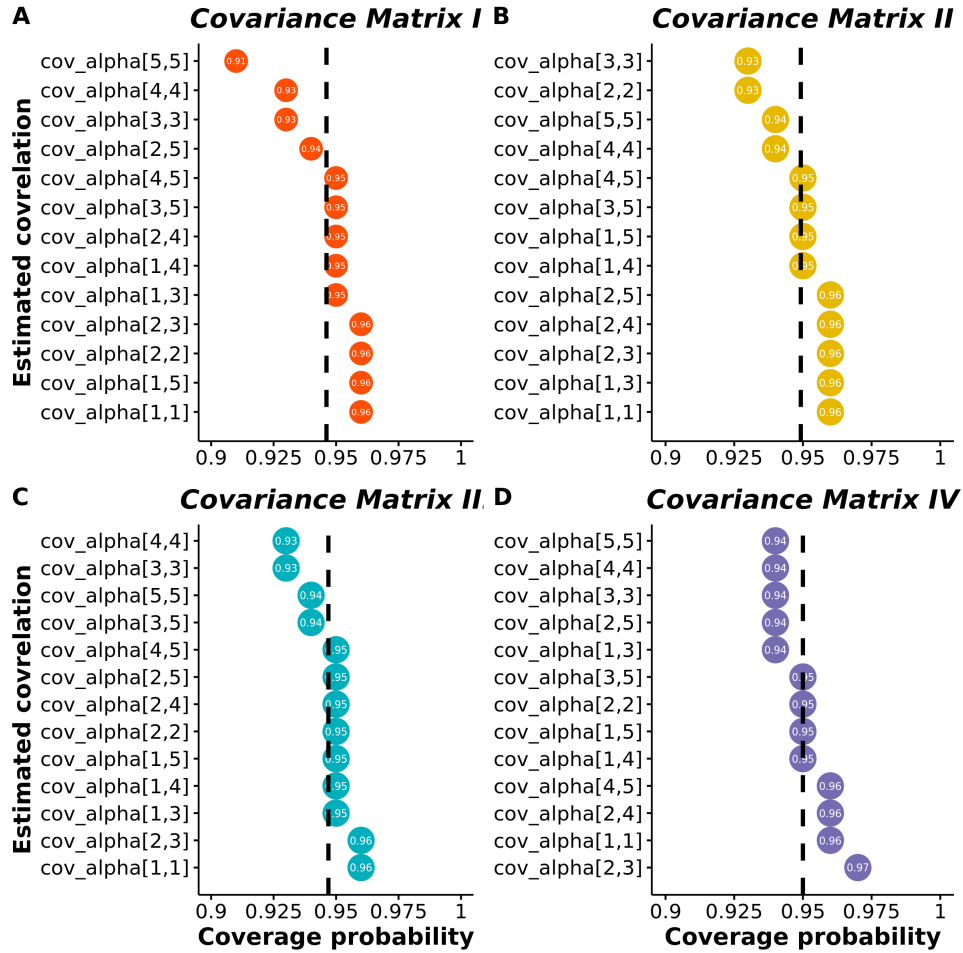 A
Covariance Matrix I
Estimated covrelation
cov_alpha[5,5]
0.91
cov_alpha[4,4]
0.93
cov_alpha[3,3]
0.93
cov_alpha[2,5]
0.94
cov_alpha[4,5]
0.95
cov_alpha[3,5]
0.95
cov_alpha[2,4]
0.95
cov_alpha[1,4]
0.95
cov_alpha[1,3]
0.95
cov_alpha[2,3]
0.96
cov_alpha[2,2]
0.96
cov_alpha[1,5]
0.96
cov_alpha[1,1]
0.96
0.9 0.925 0.95 0.975 1
B
Covariance Matrix II
cov_alpha[3,3]
0.93
cov_alpha[2,2]
0.93
cov_alpha[5,5]
0.94
cov_alpha[4,4]
0.94
cov_alpha[4,5]
0.95
cov_alpha[3,5]
0.95
cov_alpha[1,5]
0.95
cov_alpha[1,4]
0.95
cov_alpha[2,5]
0.96
cov_alpha[2,4]
0.96
cov_alpha[2,3]
0.96
cov_alpha[1,3]
0.96
cov_alpha[1,1]
0.96
0.9 0.925 0.95 0.975 1
C
Covariance Matrix III
Estimated covrelation
cov_alpha[4,4]
0.93
cov_alpha[3,3]
0.93
cov_alpha[5,5]
0.94
cov_alpha[3,5]
0.94
cov_alpha[4,5]
0.95
cov_alpha[2,5]
0.95
cov_alpha[2,4]
0.95
cov_alpha[2,2]
0.95
cov_alpha[1,5]
0.95
cov_alpha[1,4]
0.95
cov_alpha[1,3]
0.95
cov_alpha[2,3]
0.96
cov_alpha[1,1]
0.96
0.9 0.925 0.95 0.975 1
Coverage probability
D
Covariance Matrix IV
cov_alpha[5,5]
0.94
cov_alpha[4,4]
0.94
cov_alpha[3,3]
0.94
cov_alpha[2,5]
0.94
cov_alpha[1,3]
0.94
cov_alpha[3,5]
0.95
cov_alpha[2,2]
0.95
cov_alpha[1,5]
0.95
cov_alpha[1,4]
0.95
cov_alpha[4,5]
0.96
cov_alpha[2,4]
0.96
cov_alpha[1,1]
0.96
cov_alpha[2,3]
0.97
0.9 0.925 0.95 0.975 1
Coverage probability